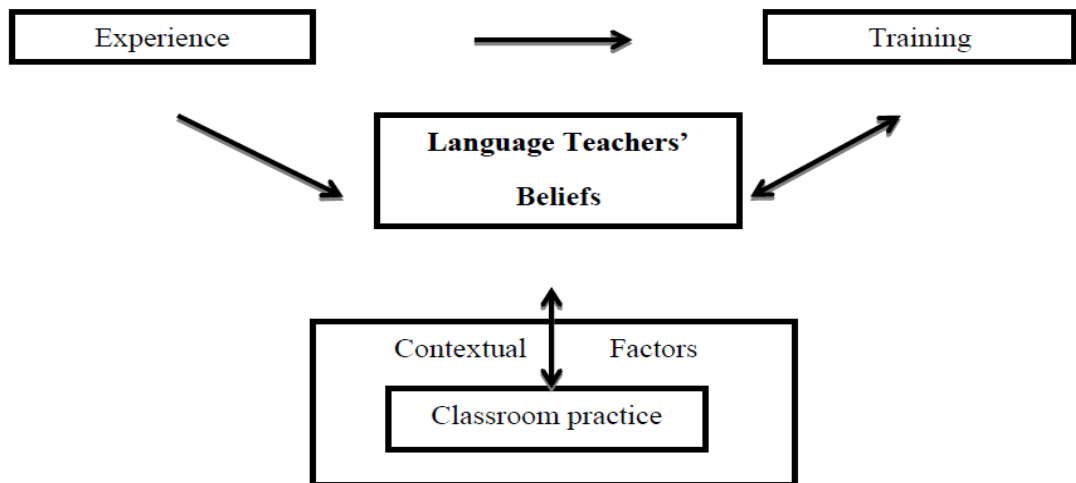 Experience
Training
Language Teachers’
Beliefs
Contextual Factors
Classroom practice